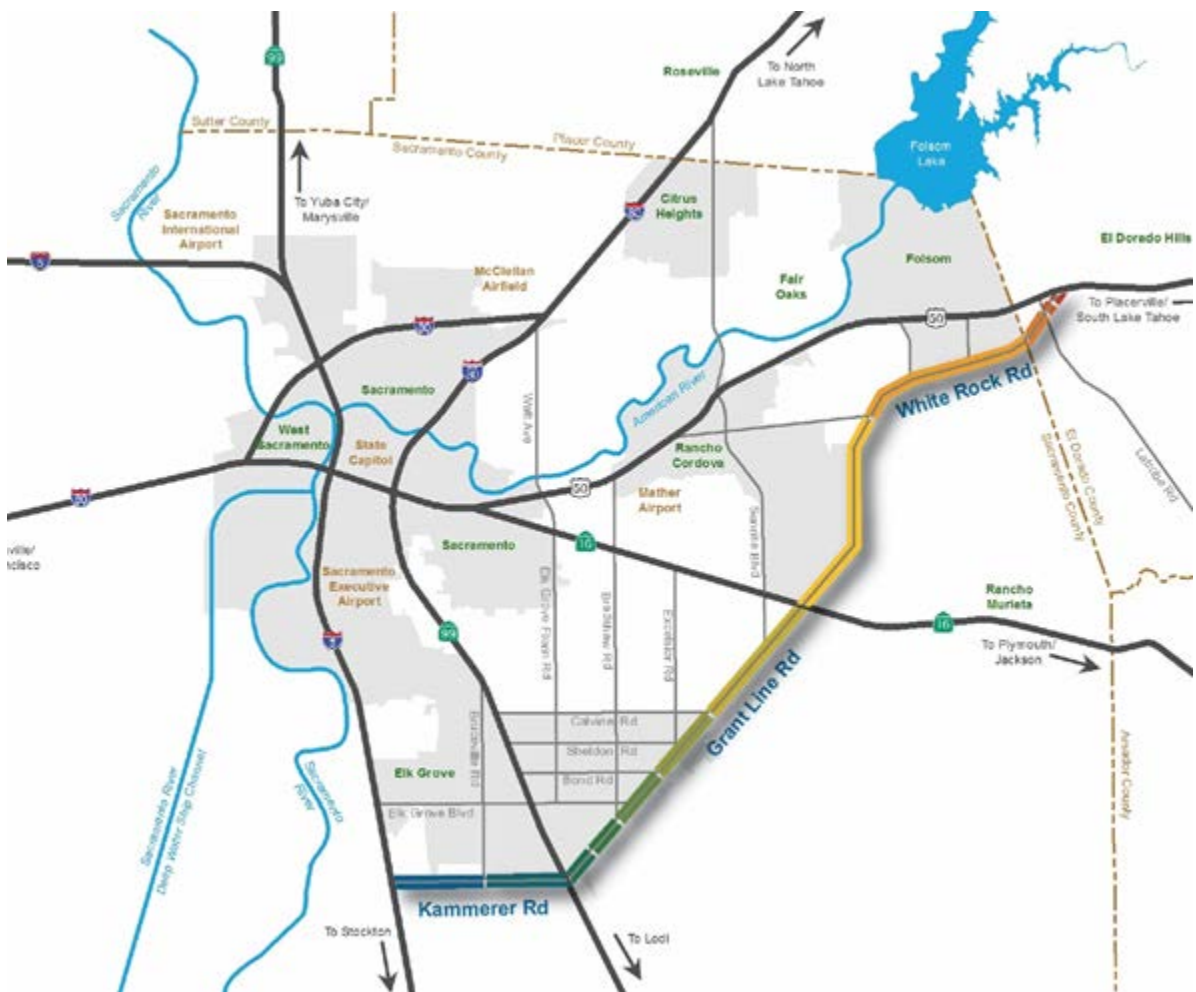 99
Roseville
To North
Lake Tahoe
Sutter County
Placer County
Sacramento County
Folsom
Lake
Sacramento
River
To Yuba City/
Marysville
Citrus
Heights
80
Sacramento
International
Airport
El Dorado Hills
5
McClellan
Airfield
Fair
Oaks
Folsom
To Placerville/
South Lake Tahoe
80
50
American River
Sacramento
Watt Ave
White Rock Rd
West
Sacramento
State
Capitol
Rancho
Cordova
El Dorado County
Sacramento County
Latrobe Rd
80
50
Mather
Airport
Sunrise Blvd
16
Sacramento
ville/
ncisco
Sacramento
Executive
Airport
Elk Grove Florin Rd
Bradshaw Rd
Excelsior Rd
Rancho
Murieta
16
99
5
To Plymouth/
Jackson
Grant Line Rd
Calvine Rd
Sheldon Rd
Bond Rd
Bruceville Rd
Elk Grove
Elk Grove Blvd
Sacramento River
Deep Water Ship Channel
Sacramento
River
Amador County
Kammerer Rd
To Stockton
To Lodi